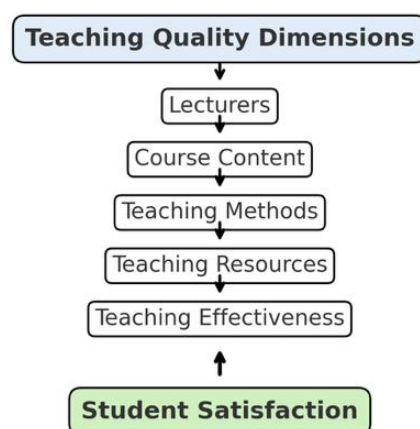 Teaching Quality Dimensions
Lecturers
Course Content
Teaching Methods
Teaching Resources
Teaching Effectiveness
Student Satisfaction